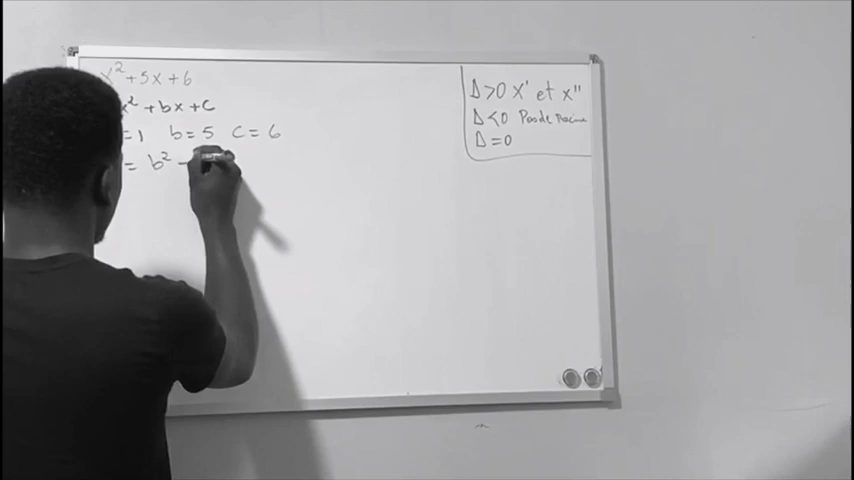 x² + 5x + 6
x² + bx + c
= 1 b = 5 c = 6
= b² -
Δ > 0 x' et x"
Δ < 0 Pas de Racine
Δ = 0